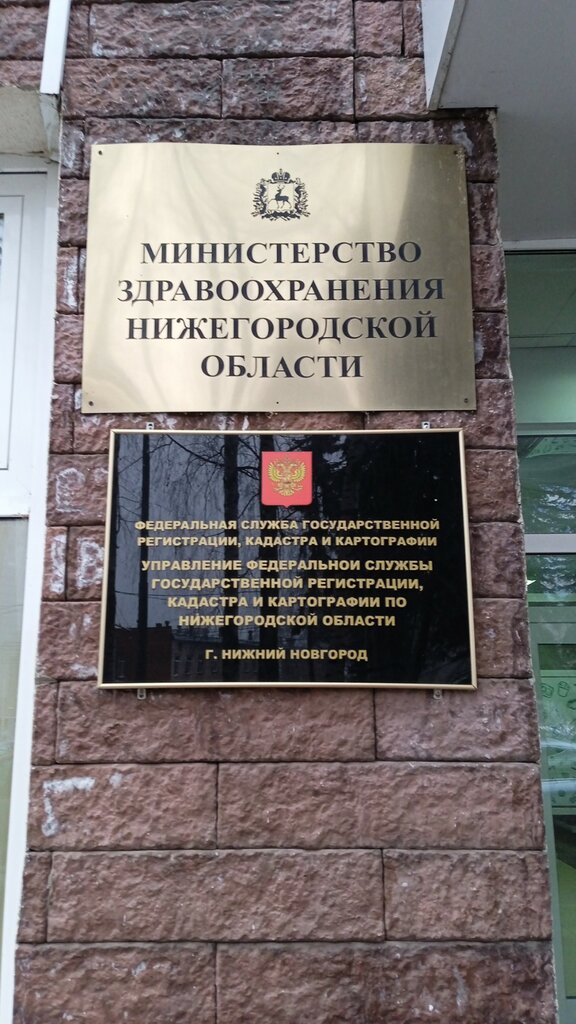 МИНИСТЕРСТВО
ЗДРАВООХРАНЕНИЯ
НИЖЕГОРОДСКОЙ
ОБЛАСТИ
ФЕДЕРАЛЬНАЯ СЛУЖБА ГОСУДАРСТВЕННОЙ
РЕГИСТРАЦИИ, КАДАСТРА И КАРТОГРАФИИ
УПРАВЛЕНИЕ ФЕДЕРАЛЬНОИ СЛУЖБЫ
ГОСУДАРСТВЕННОЙ РЕГИСТРАЦИИ,
КАДАСТРА И КАРТОГРАФИИ ПО
НИЖЕГОРОДСКОЙ ОБЛАСТИ
Г. НИЖНИЙ НОВГОРОД